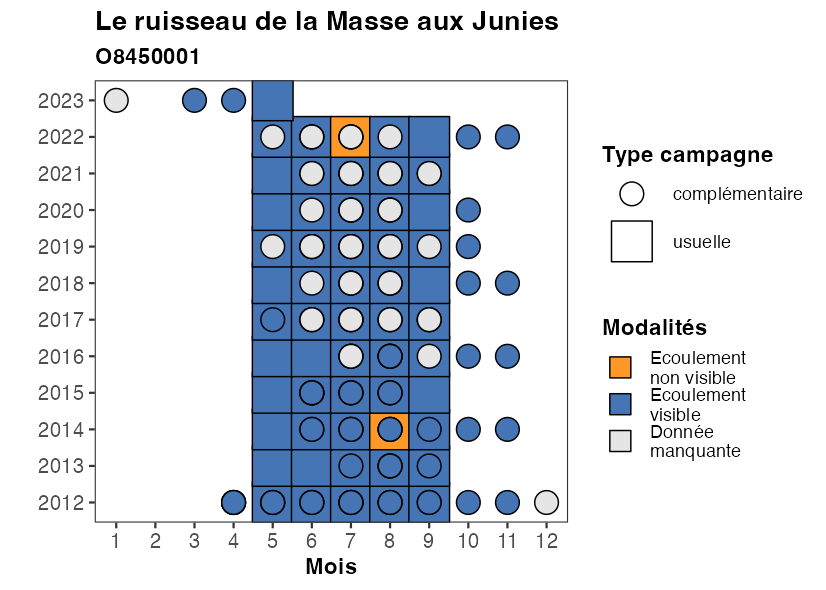 Le ruisseau de la Masse aux Junies
O8450001
2023
2022
2021
2020
2019
2018
2017
2016
2015
2014
2013
2012
1 2 3 4 5 6 7 8 9 10 11 12
Mois
Type campagne
complémentaire
usuelle
Modalités
Ecoulement
non visible
Ecoulement
visible
Donnée
manquante